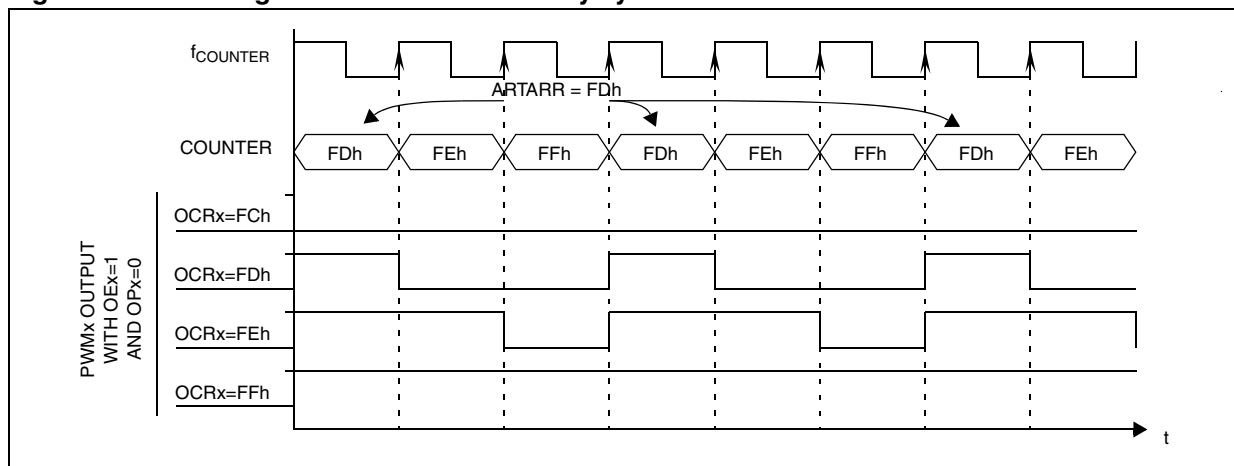 fCOUNTER
ARTARR = FDh
COUNTER
FDh FEh FFh FDh FEh FFh FDh FEh
PWMx OUTPUT
WITH OEx=1
AND OPx=0
OCRx=FCh
OCRx=FDh
OCRx=FEh
OCRx=FFh
t